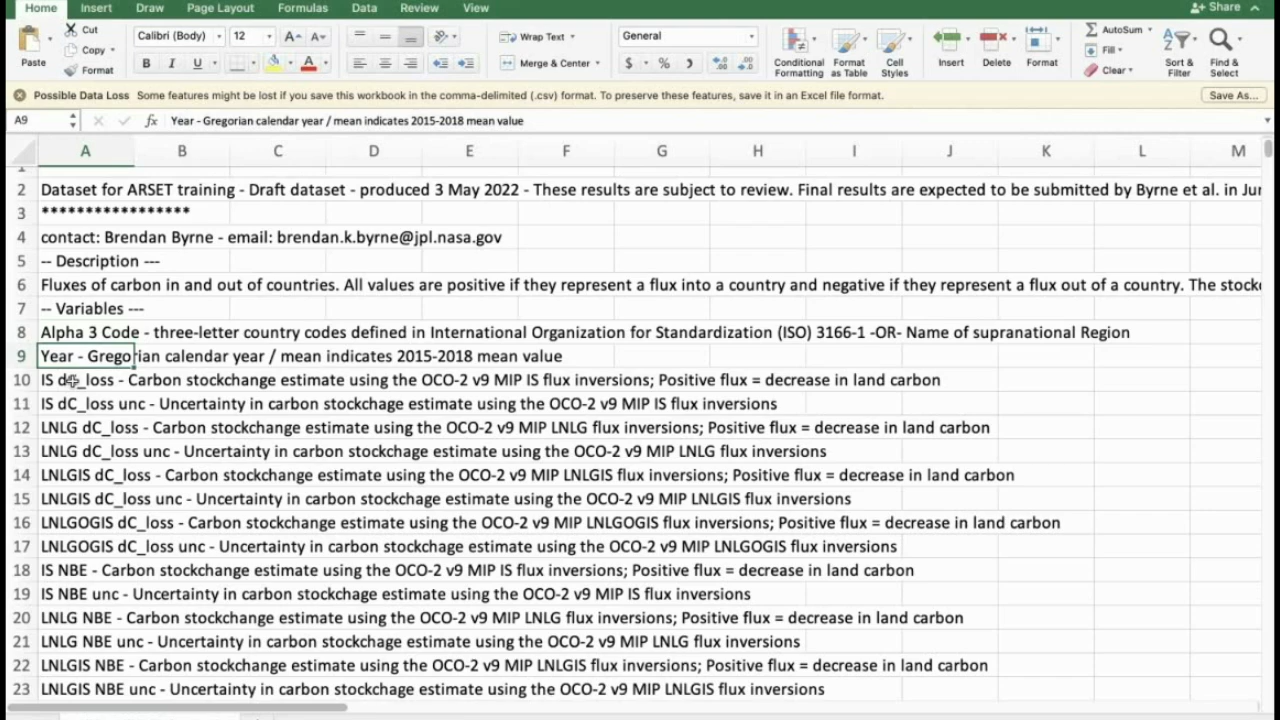 Home Insert Draw Page Layout Formulas Data Review View Share
Paste Cut Copy Format
Calibri (Body) 12 A A
B I U A
Wrap Text
Merge & Center
General
$ % )
Conditional Formatting
Format as Table
Cell Styles
Insert Delete Format
AutoSum
Fill
Clear
Sort & Filter
Find & Select
Possible Data Loss Some features might be lost if you save this workbook in the comma-delimited (.csv) format. To preserve these features, save it in an Excel file format. Save As...
A9 fx Year - Gregorian calendar year / mean indicates 2015-2018 mean value
A B C D E F G H I J K L M
2 Dataset for ARSET training - Draft dataset - produced 3 May 2022 - These results are subject to review. Final results are expected to be submitted by Byrne et al. in Jun
3 *****************
4 contact: Brendan Byrne - email: brendan.k.byrne@jpl.nasa.gov
5 -- Description ---
6 Fluxes of carbon in and out of countries. All values are positive if they represent a flux into a country and negative if they represent a flux out of a country. The stock
7 -- Variables ---
8 Alpha 3 Code - three-letter country codes defined in International Organization for Standardization (ISO) 3166-1 -OR- Name of supranational Region
9 Year - Gregorian calendar year / mean indicates 2015-2018 mean value
10 IS dC_loss - Carbon stockchange estimate using the OCO-2 v9 MIP IS flux inversions; Positive flux = decrease in land carbon
11 IS dC_loss unc - Uncertainty in carbon stockchage estimate using the OCO-2 v9 MIP IS flux inversions
12 LNLG dC_loss - Carbon stockchange estimate using the OCO-2 v9 MIP LNLG flux inversions; Positive flux = decrease in land carbon
13 LNLG dC_loss unc - Uncertainty in carbon stockchage estimate using the OCO-2 v9 MIP LNLG flux inversions
14 LNLGIS dC_loss - Carbon stockchange estimate using the OCO-2 v9 MIP LNLGIS flux inversions; Positive flux = decrease in land carbon
15 LNLGIS dC_loss unc - Uncertainty in carbon stockchage estimate using the OCO-2 v9 MIP LNLGIS flux inversions
16 LNLGOGIS dC_loss - Carbon stockchange estimate using the OCO-2 v9 MIP LNLGOGIS flux inversions; Positive flux = decrease in land carbon
17 LNLGOGIS dC_loss unc - Uncertainty in carbon stockchage estimate using the OCO-2 v9 MIP LNLGOGIS flux inversions
18 IS NBE - Carbon stockchange estimate using the OCO-2 v9 MIP IS flux inversions; Positive flux = decrease in land carbon
19 IS NBE unc - Uncertainty in carbon stockchage estimate using the OCO-2 v9 MIP IS flux inversions
20 LNLG NBE - Carbon stockchange estimate using the OCO-2 v9 MIP LNLG flux inversions; Positive flux = decrease in land carbon
21 LNLG NBE unc - Uncertainty in carbon stockchage estimate using the OCO-2 v9 MIP LNLG flux inversions
22 LNLGIS NBE - Carbon stockchange estimate using the OCO-2 v9 MIP LNLGIS flux inversions; Positive flux = decrease in land carbon
23 LNLGIS NBE unc - Uncertainty in carbon stockchage estimate using the OCO-2 v9 MIP LNLGIS flux inversions